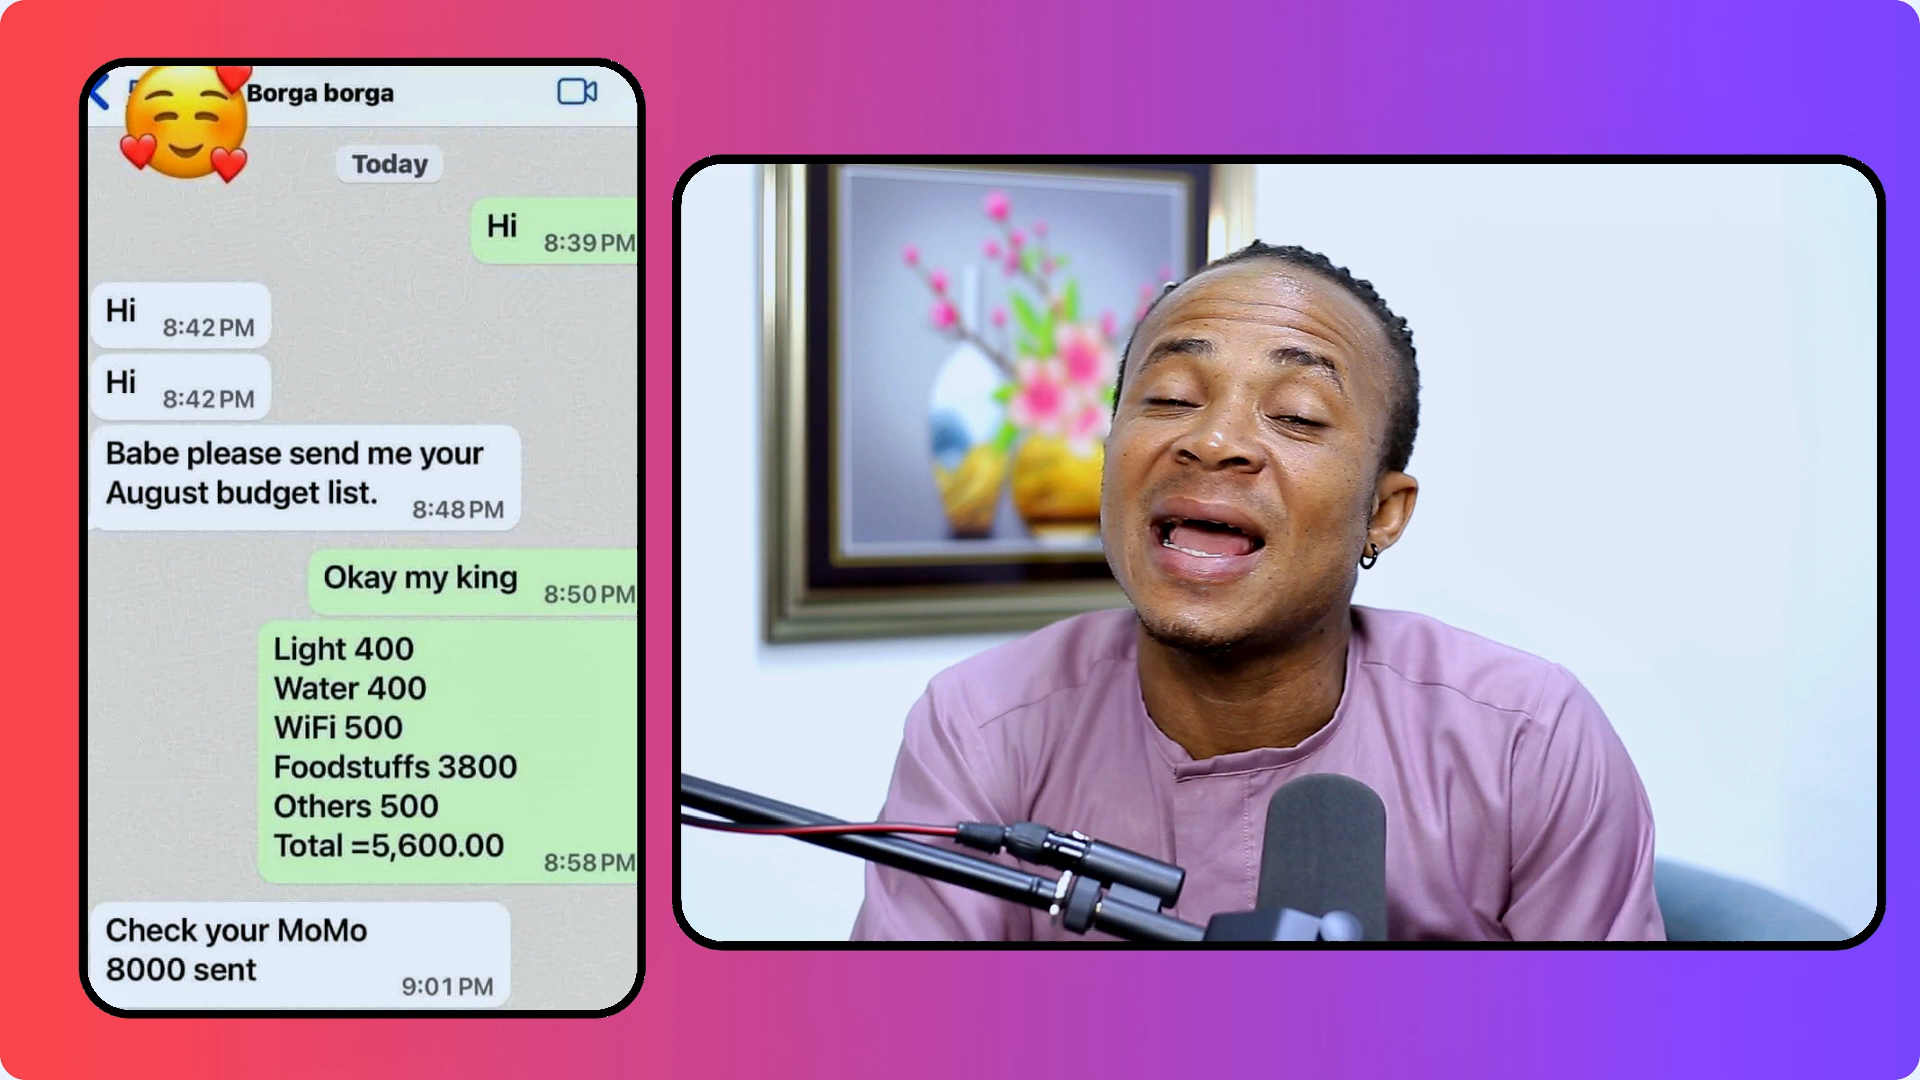 Borga borga
Today
Hi
8:39 PM
Hi
8:42 PM
Hi
8:42 PM
Babe please send me your
August budget list.
8:48 PM
Okay my king
8:50 PM
Light 400
Water 400
WiFi 500
Foodstuffs 3800
Others 500
Total =5,600.00
8:58 PM
Check your MoMo
8000 sent
9:01 PM